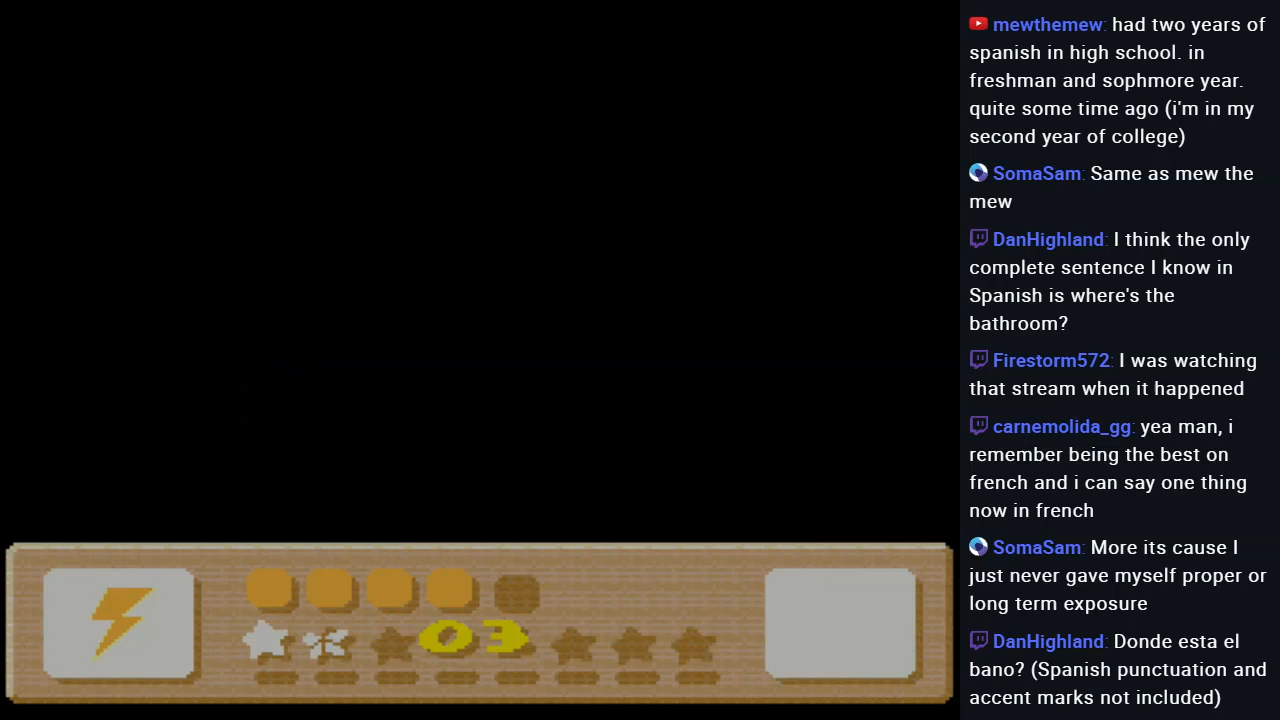 mewthemew: had two years of
spanish in high school. in
freshman and sophmore year.
quite some time ago (i'm in my
second year of college)
SomaSam: Same as mew the
mew
DanHighland: I think the only
complete sentence I know in
Spanish is where's the
bathroom?
Firestorm572: I was watching
that stream when it happened
carnemolida_gg: yea man, i
remember being the best on
french and i can say one thing
now in french
SomaSam: More its cause I
just never gave myself proper or
long term exposure
DanHighland: Donde esta el
bano? (Spanish punctuation and
accent marks not included)
03